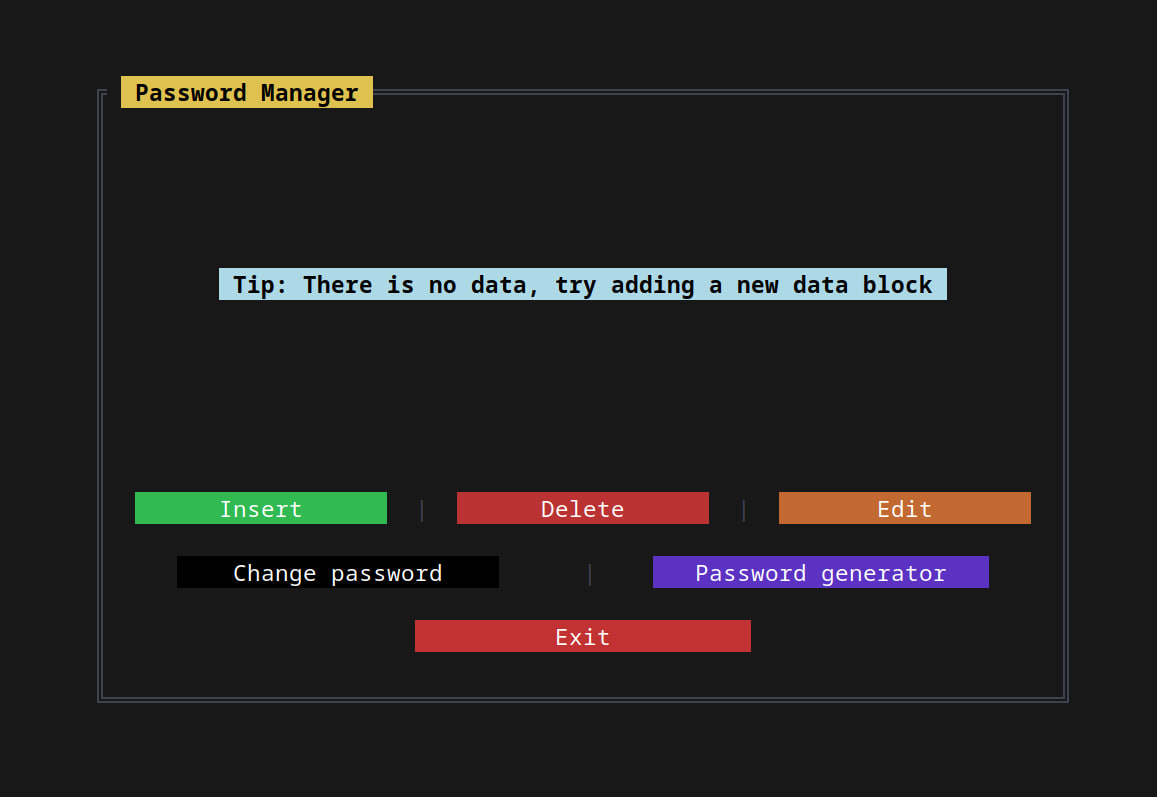 Password Manager
Tip: There is no data, try adding a new data block
Insert | Delete | Edit
Change password | Password generator
Exit